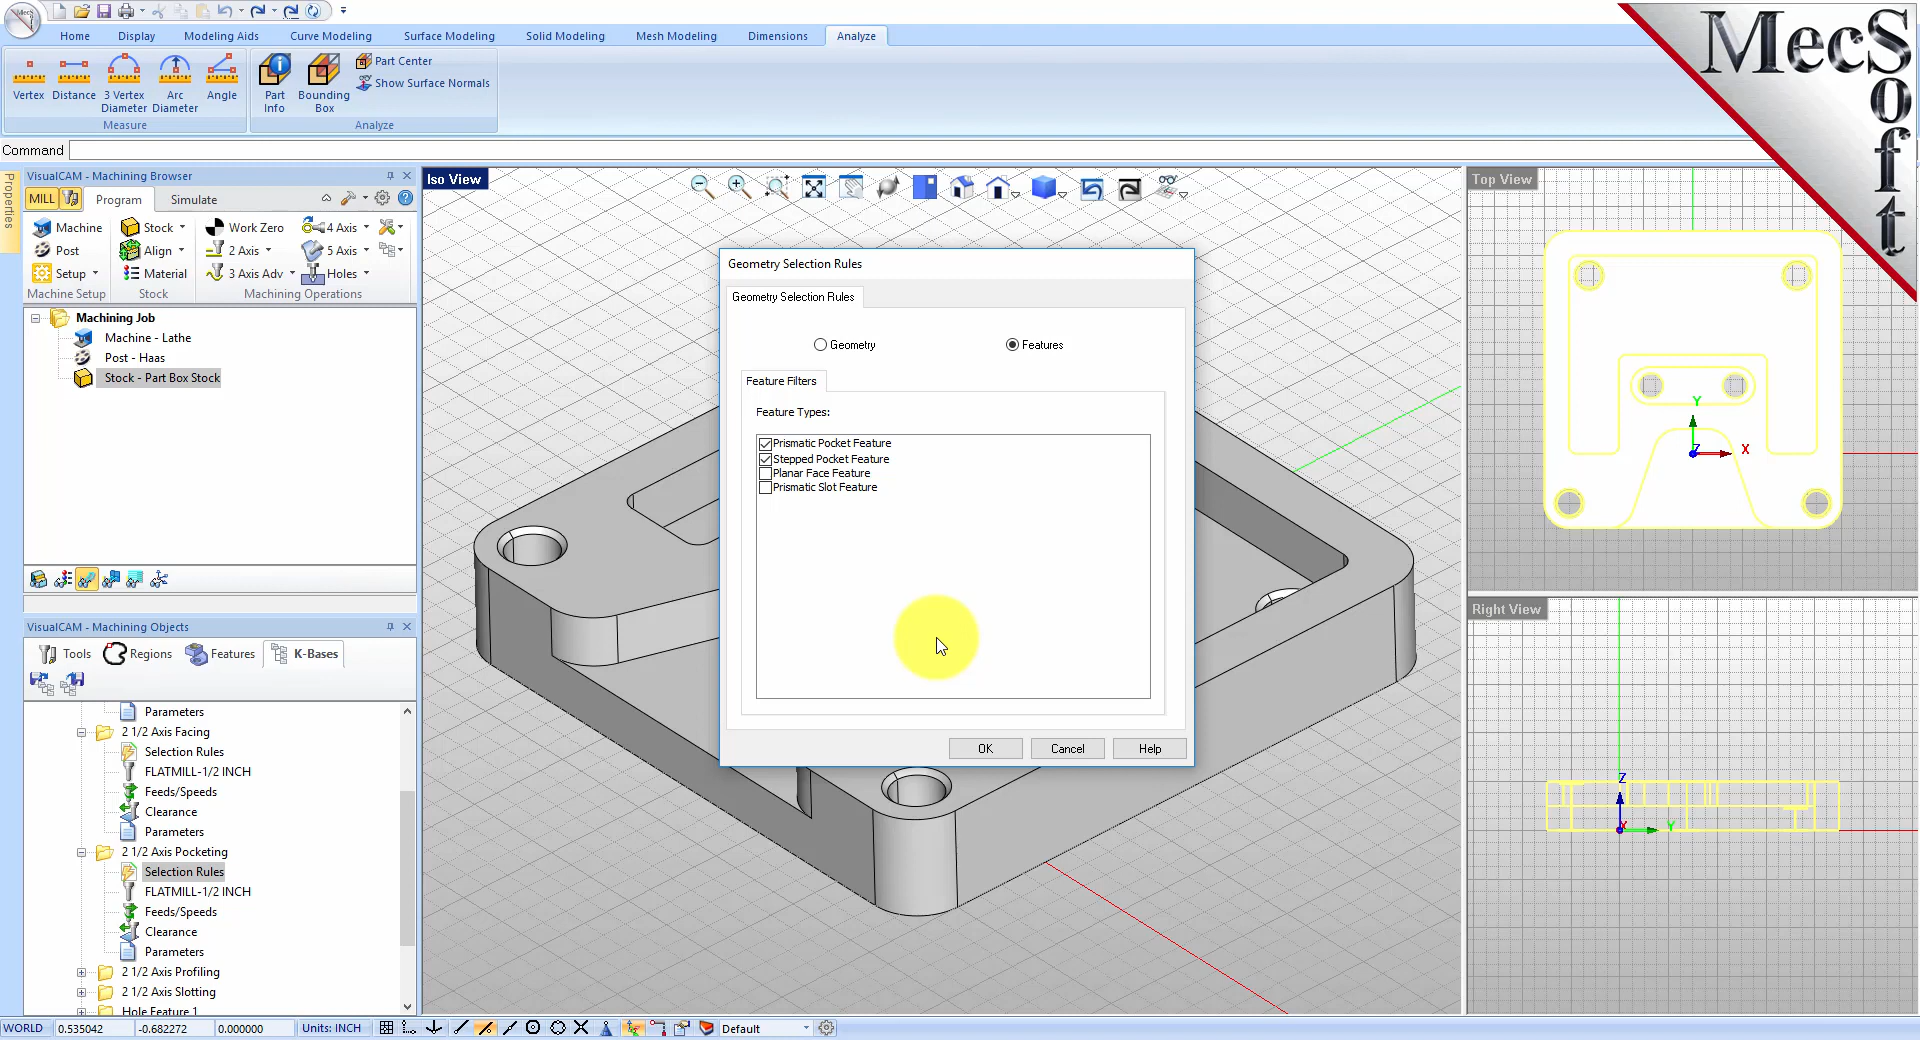 MecSoft
Home Display Modeling Aids Curve Modeling Surface Modeling Solid Modeling Mesh Modeling Dimensions Analyze
Vertex Distance 3 Vertex Diameter Arc Diameter Angle
Measure
Part Info Bounding Box Part Center
Show Surface Normals
Analyze
Command
Properties
VisualCAM - Machining Browser
MILL Program Simulate
Machine Stock Work Zero 4 Axis
Post Align 2 Axis 5 Axis
Setup Material 3 Axis Adv Holes
Machine Setup Stock Machining Operations
Machining Job
Machine - Lathe
Post - Haas
Stock - Part Box Stock
VisualCAM - Machining Objects
Tools Regions Features K-Bases
Parameters
2 1/2 Axis Facing
Selection Rules
FLATMILL-1/2 INCH
Feeds/Speeds
Clearance
Parameters
2 1/2 Axis Pocketing
Selection Rules
FLATMILL-1/2 INCH
Feeds/Speeds
Clearance
Parameters
2 1/2 Axis Profiling
2 1/2 Axis Slotting
Hole Feature 1
Iso View
Geometry Selection Rules
Geometry Selection Rules
Geometry Features
Feature Filters
Feature Types:
Prismatic Pocket Feature
Stepped Pocket Feature
Planar Face Feature
Prismatic Slot Feature
OK Cancel Help
Top View
Y
Z X
Right View
Z
X Y
WORLD 0.535042 -0.682272 0.000000 Units: INCH Default